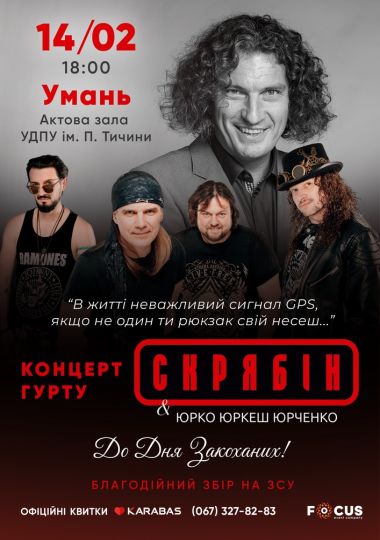 14/02
18:00
Умань
Актова зала
УДПУ ім. П. Тичини
RAMONES
“В житті неважливий сигнал GPS,
якщо не один ти рюкзак свій несеш...”
КОНЦЕРТ
ГУРТУ
СКРЯБІН
& ЮРКО ЮРКЕШ ЮРЧЕНКО
До Дня Закоханих!
БЛАГОДІЙНИЙ ЗБІР НА ЗСУ
ОФІЦІЙНІ КВИТКИ KARABAS (067) 327-82-83
FOCUS
event company